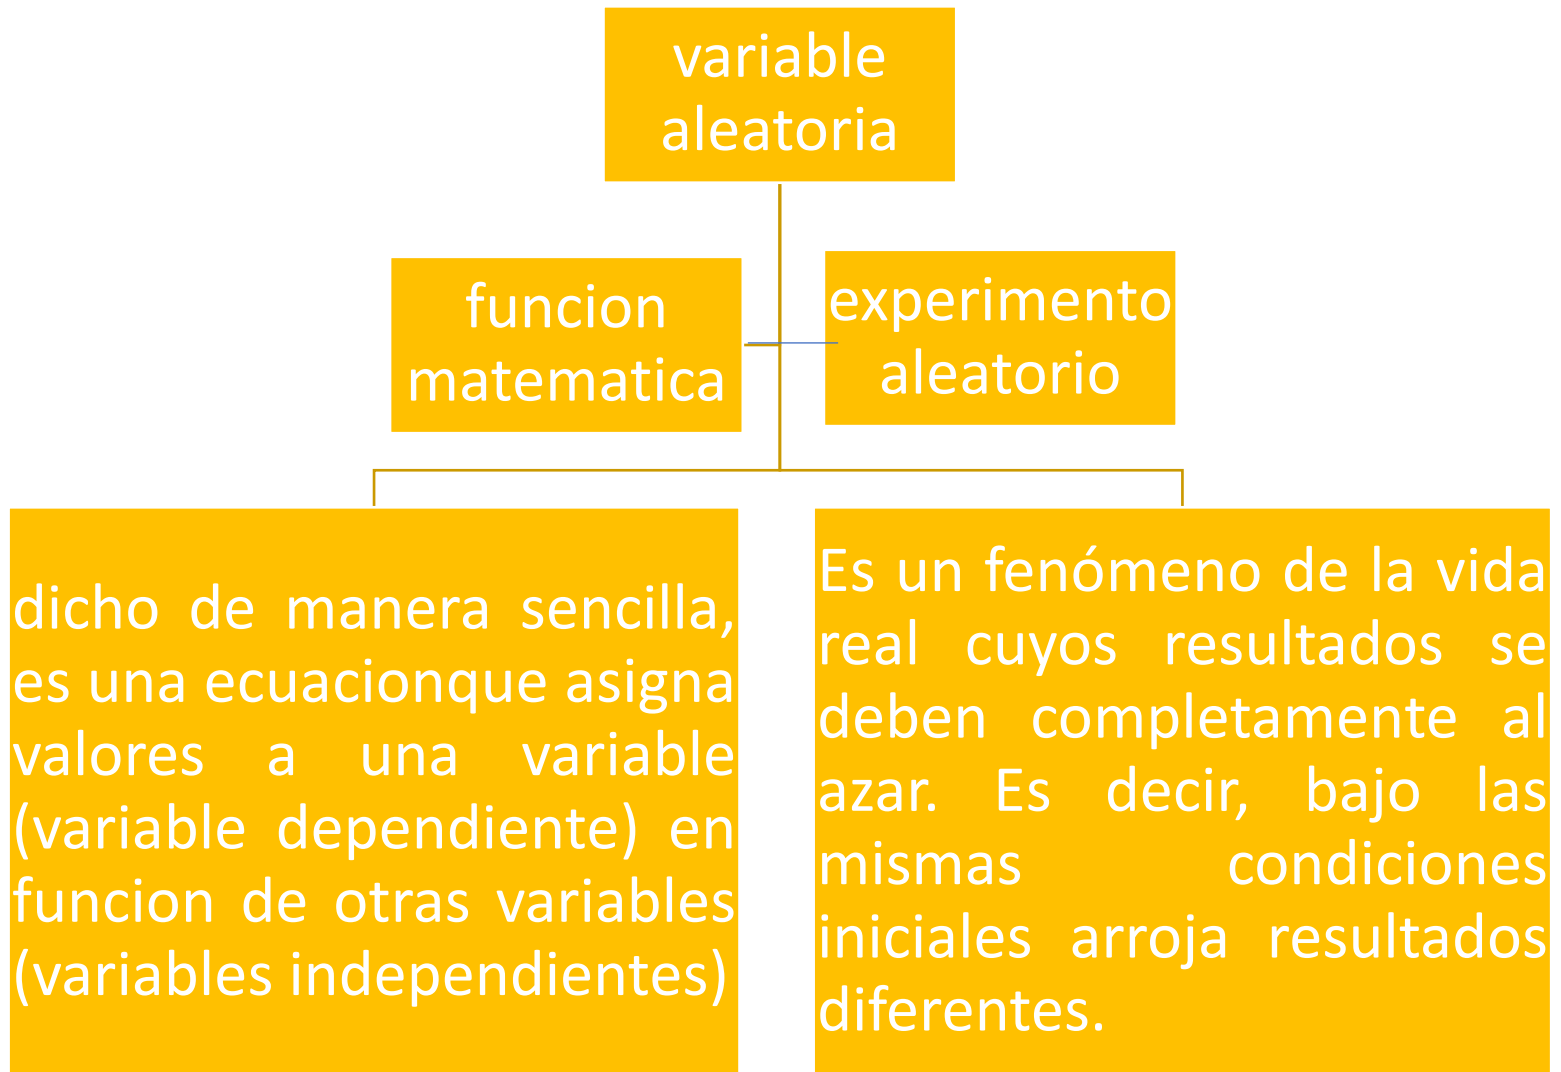 variable
aleatoria
funcion
matematica
experimento
aleatorio
dicho de manera sencilla,
es una ecuacionque asigna
valores a una variable
(variable dependiente) en
funcion de otras variables
(variables independientes)
Es un fenómeno de la vida
real cuyos resultados se
deben completamente al
azar. Es decir, bajo las
mismas condiciones
iniciales arroja resultados
diferentes.